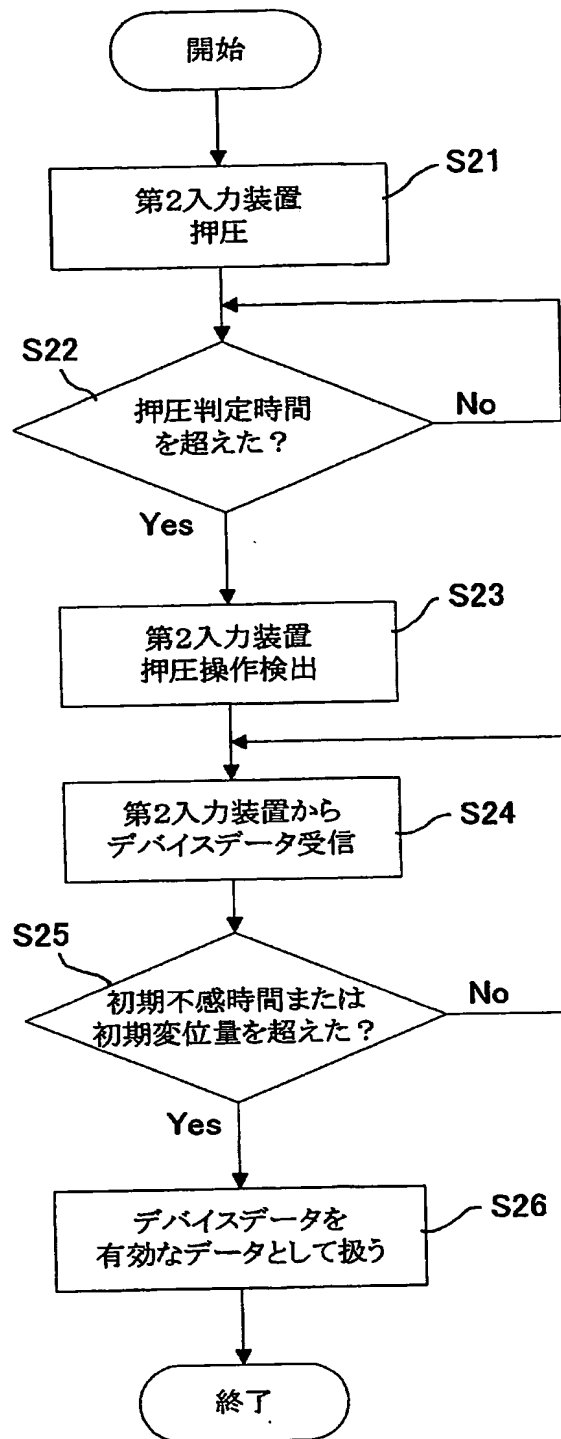 開始
S21
第2入力装置
押圧
S22
押圧判定時間
を超えた?
No
Yes
S23
第2入力装置
押圧操作検出
第2入力装置から
デバイスデータ受信
S24
S25
初期不感時間または
初期変位量を超えた?
No
Yes
デバイスデータを
有効なデータとして扱う
S26
終了